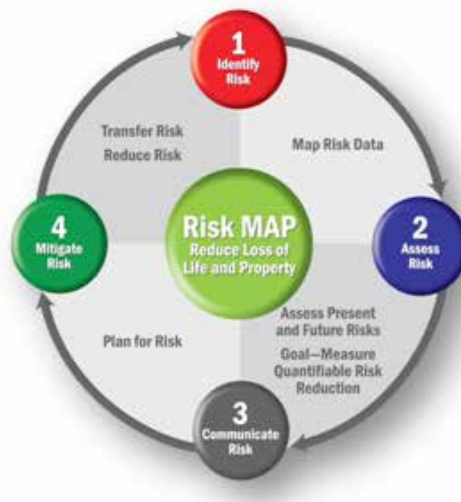 1
Identify
Risk
Transfer Risk
Reduce Risk
Map Risk Data
4
Mitigate
Risk
Risk MAP
Reduce Loss of
Life and Property
2
Assess
Risk
Plan for Risk
Assess Present
and Future Risks
Goal—Measure
Quantifiable Risk
Reduction
3
Communicate
Risk